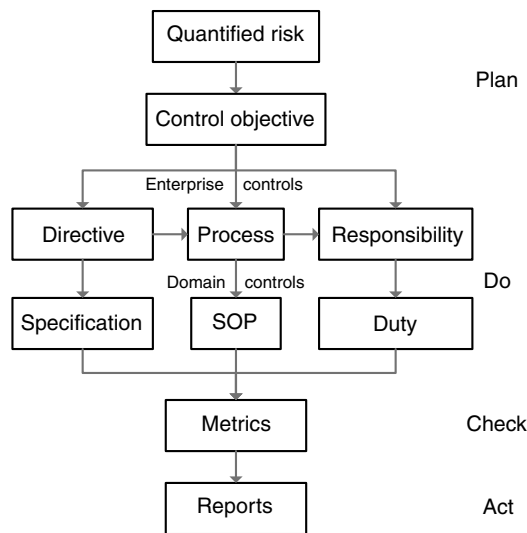 Quantified risk
Plan
Control objective
Enterprise controls
Directive
Process
Responsibility
Domain controls
Do
Specification
SOP
Duty
Metrics
Check
Reports
Act